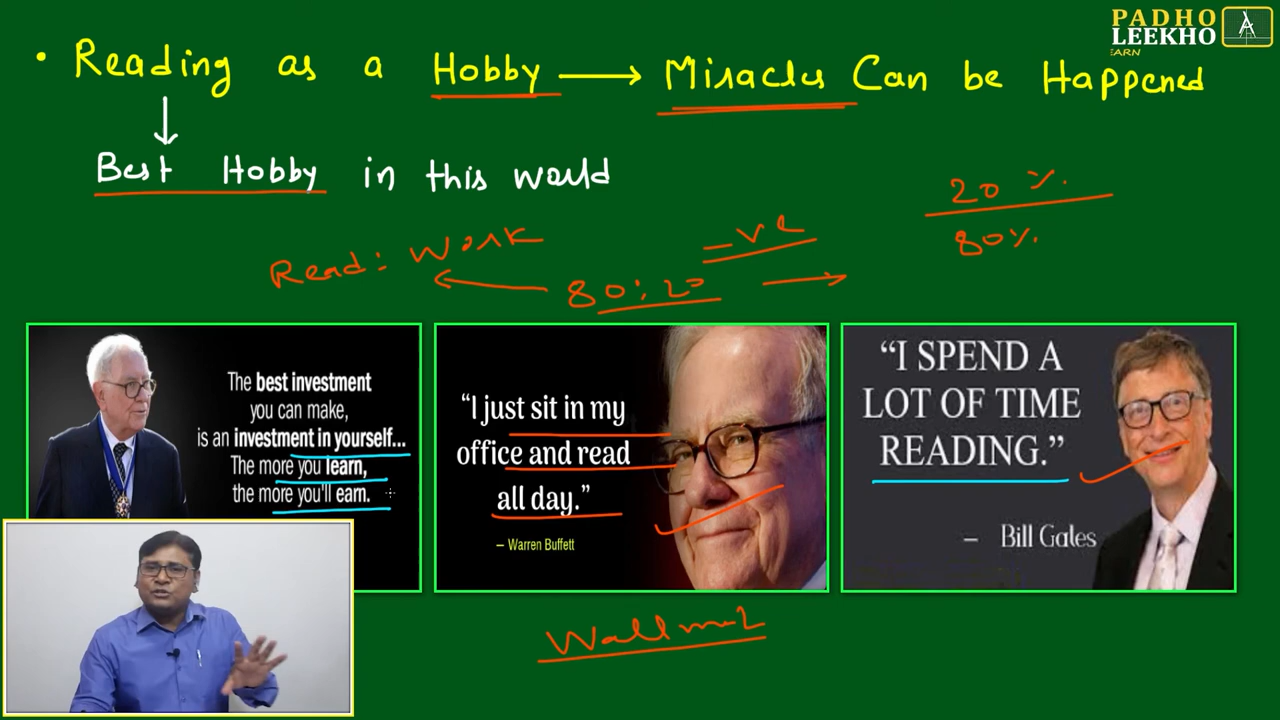 PADHO
LEEKHO
EARN
• Reading as a Hobby → Miracles Can be Happened
↓
Best Hobby in this world
20 %
80%
Read: Work
= ve
← 80:20 →
The best investment
you can make,
is an investment in yourself...
The more you learn,
the more you'll earn.
“I just sit in my
office and read
all day.”
– Warren Buffett
“I SPEND A
LOT OF TIME
READING.”
– Bill Gales